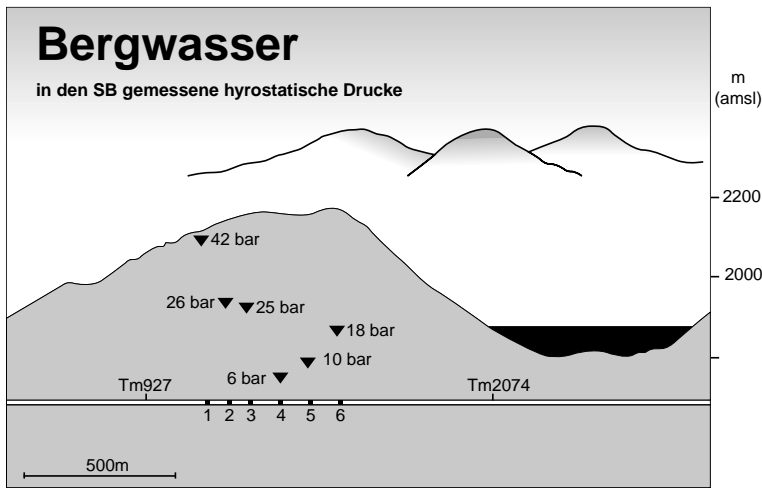 Bergwasser
in den SB gemessene hyrostatische Drucke
m
(amsl)
2200
42 bar
2000
26 bar
25 bar
18 bar
10 bar
6 bar
Tm927
Tm2074
1 2 3 4 5 6
500m